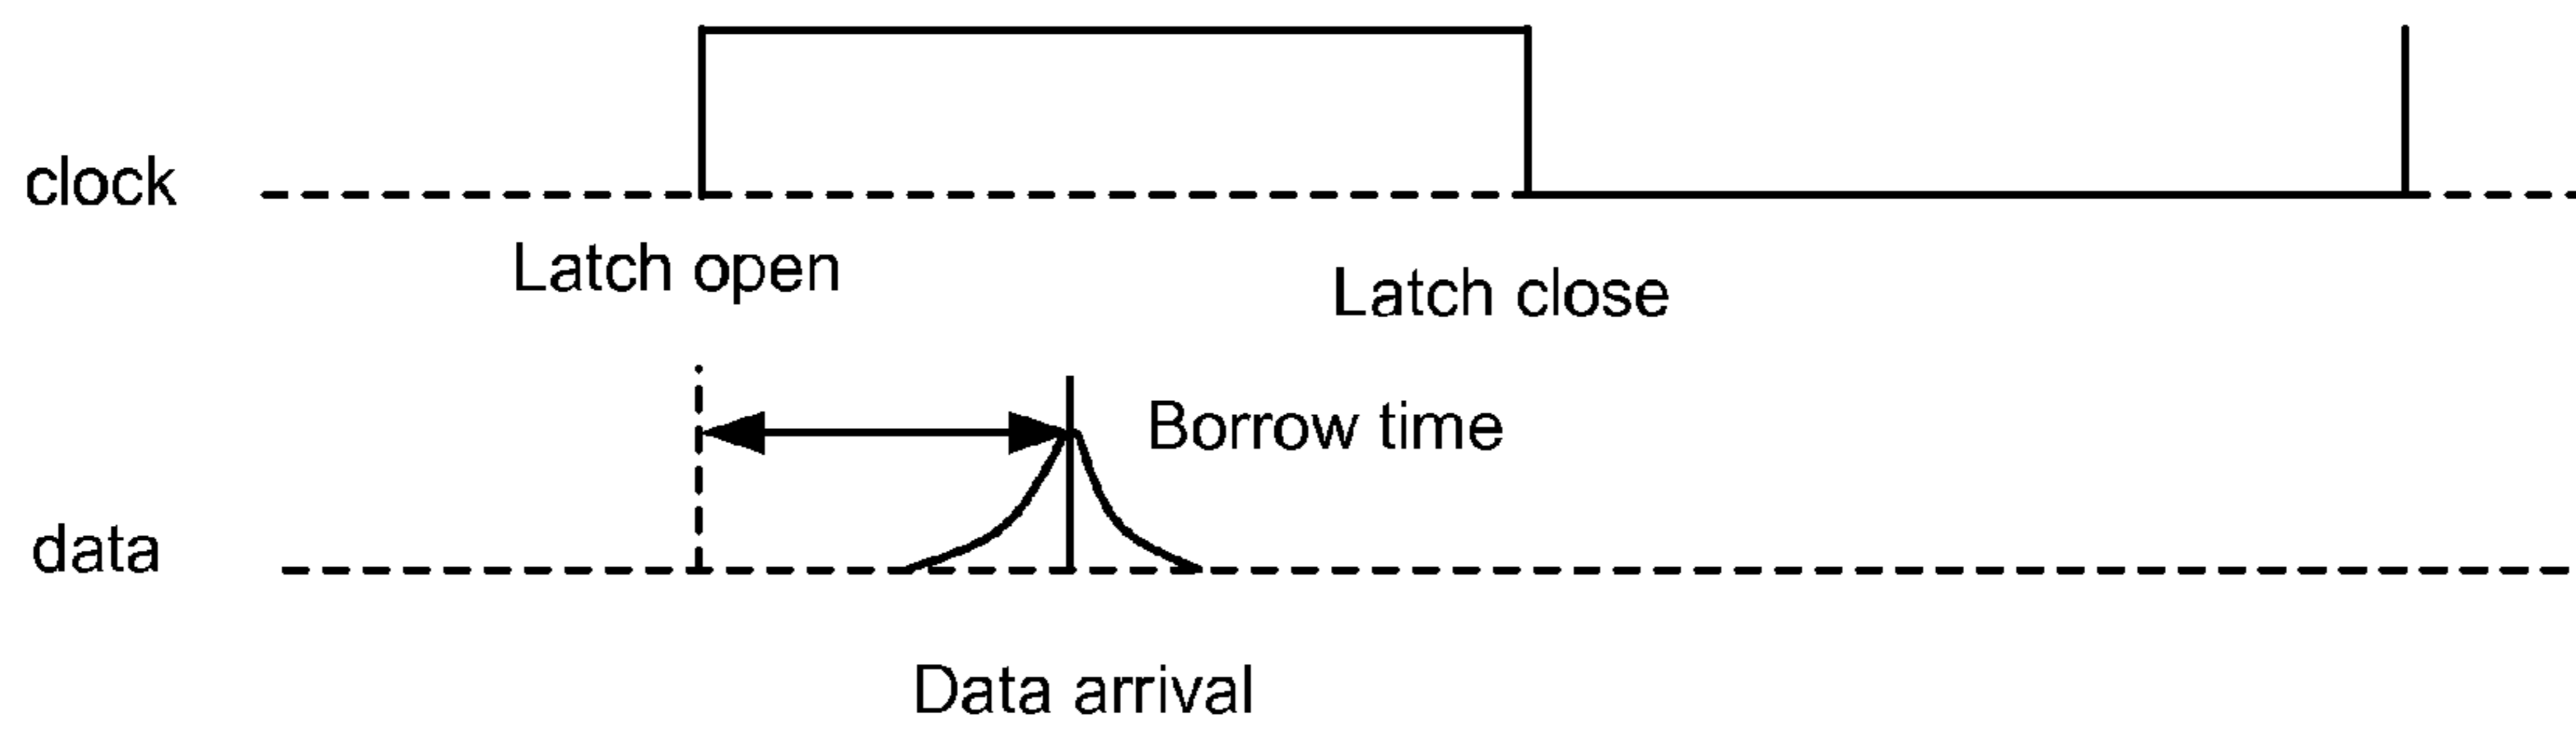 clock
Latch open
Latch close
Borrow time
data
Data arrival